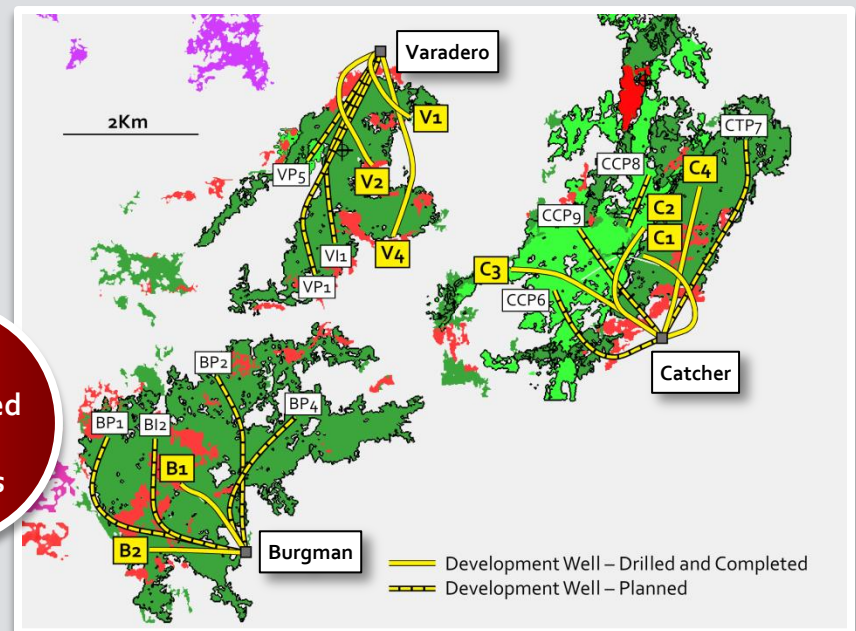 Varadero
2Km
V1
CTP7
CCP8
VP5
V2
C4
C2
CCP9
C1
V4
VI1
C3
VP1
CCP6
BP2
Catcher
BP4
BP1
BI2
B1
B2
Burgman
Development Well – Drilled and Completed
Development Well – Planned